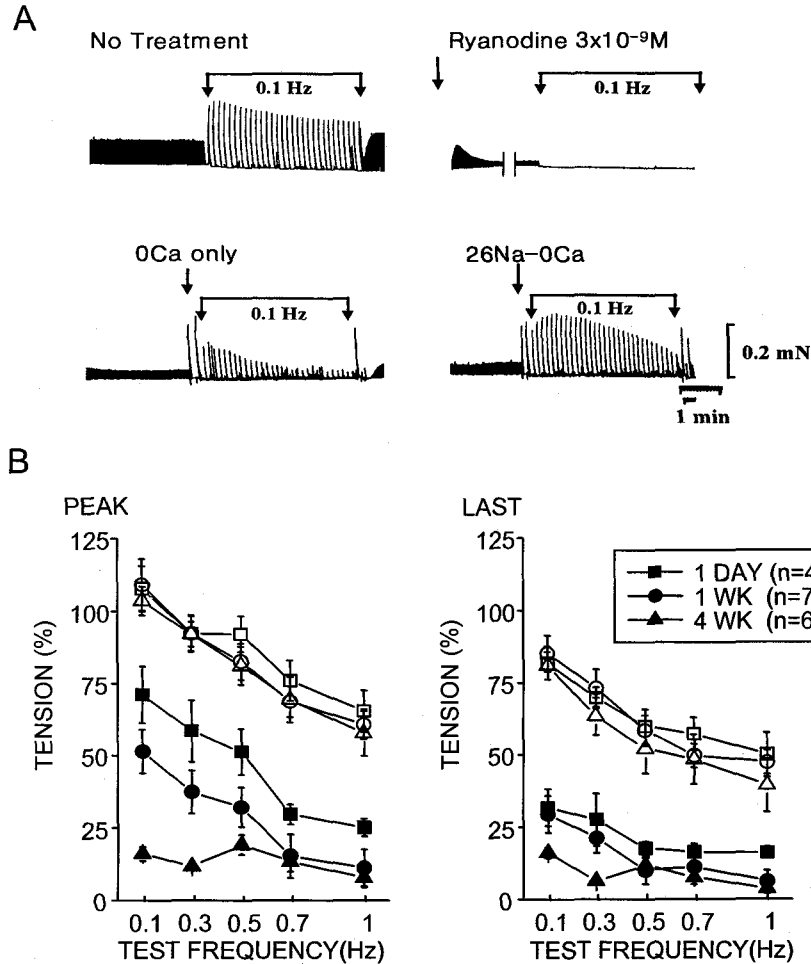 A
No Treatment
0.1 Hz
Ryanodine 3x10⁻⁹M
0.1 Hz
0Ca only
0.1 Hz
26Na-0Ca
0.1 Hz
0.2 mN
1 min
B
PEAK
TENSION (%)
125
100
75
50
25
0
0.1 0.3 0.5 0.7 1
TEST FREQUENCY(Hz)
LAST
TENSION (%)
125
100
75
50
25
0
0.1 0.3 0.5 0.7 1
TEST FREQUENCY(Hz)
1 DAY (n=4
1 WK (n=7
4 WK (n=6